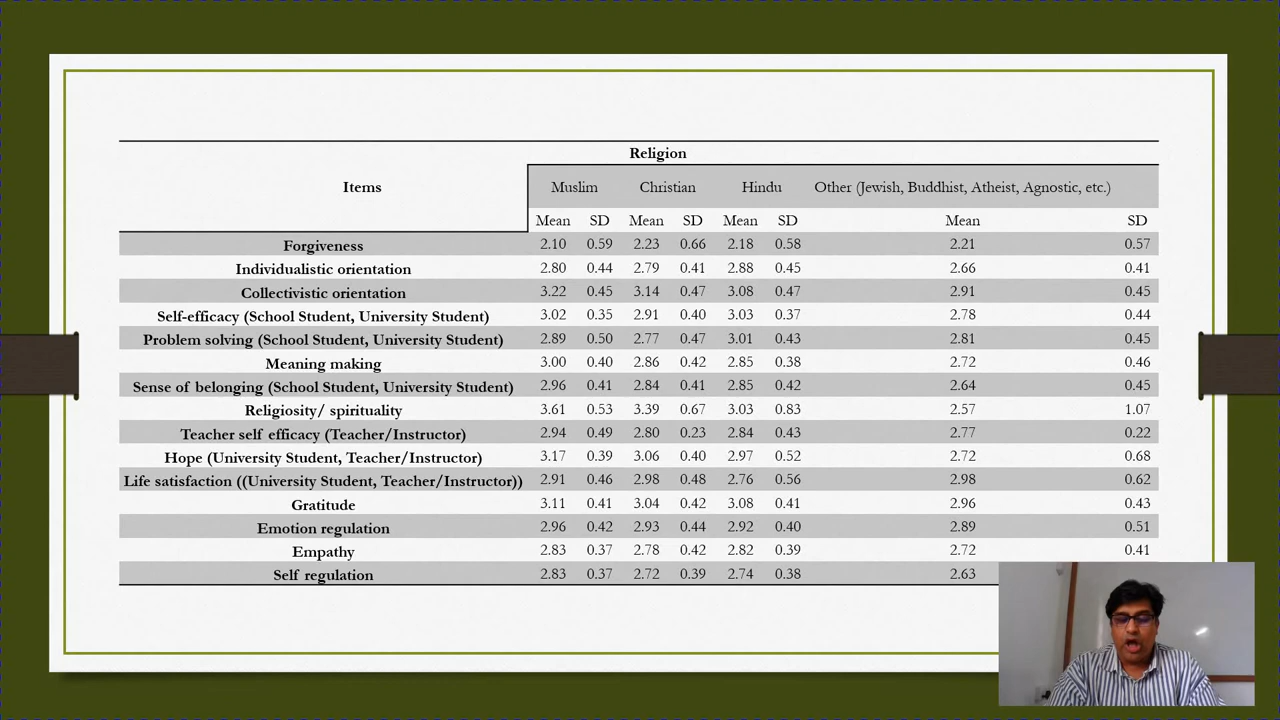 Religion
Items
Muslim Christian Hindu Other (Jewish, Buddhist, Atheist, Agnostic, etc.)
Mean SD Mean SD Mean SD Mean SD
Forgiveness 2.10 0.59 2.23 0.66 2.18 0.58 2.21 0.57
Individualistic orientation 2.80 0.44 2.79 0.41 2.88 0.45 2.66 0.41
Collectivistic orientation 3.22 0.45 3.14 0.47 3.08 0.47 2.91 0.45
Self-efficacy (School Student, University Student) 3.02 0.35 2.91 0.40 3.03 0.37 2.78 0.44
Problem solving (School Student, University Student) 2.89 0.50 2.77 0.47 3.01 0.43 2.81 0.45
Meaning making 3.00 0.40 2.86 0.42 2.85 0.38 2.72 0.46
Sense of belonging (School Student, University Student) 2.96 0.41 2.84 0.41 2.85 0.42 2.64 0.45
Religiosity/ spirituality 3.61 0.53 3.39 0.67 3.03 0.83 2.57 1.07
Teacher self efficacy (Teacher/Instructor) 2.94 0.49 2.80 0.23 2.84 0.43 2.77 0.22
Hope (University Student, Teacher/Instructor) 3.17 0.39 3.06 0.40 2.97 0.52 2.72 0.68
Life satisfaction ((University Student, Teacher/Instructor)) 2.91 0.46 2.98 0.48 2.76 0.56 2.98 0.62
Gratitude 3.11 0.41 3.04 0.42 3.08 0.41 2.96 0.43
Emotion regulation 2.96 0.42 2.93 0.44 2.92 0.40 2.89 0.51
Empathy 2.83 0.37 2.78 0.42 2.82 0.39 2.72 0.41
Self regulation 2.83 0.37 2.72 0.39 2.74 0.38 2.63